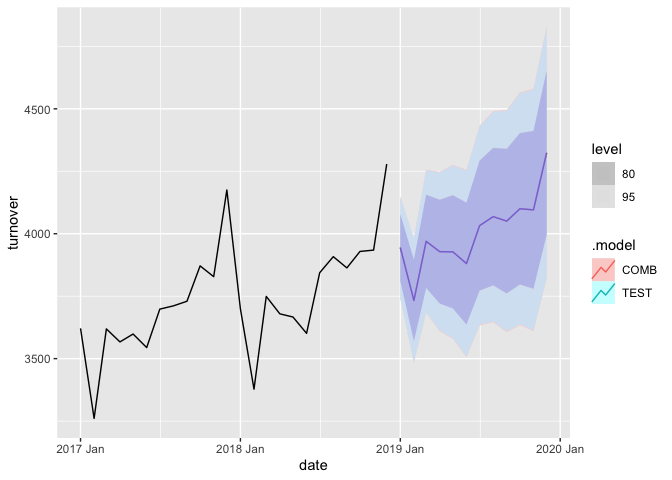 4500
4000
3500
turnover
2017 Jan
2018 Jan
2019 Jan
2020 Jan
date
level
80
95
.model
COMB
TEST